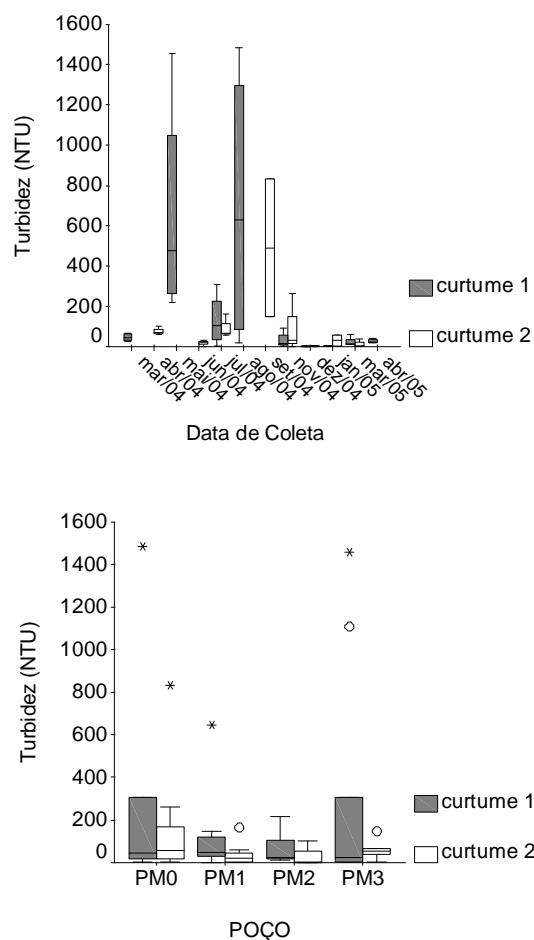 1600
1400
1200
1000
800
600
400
200
0
Turbidez (NTU)
mar/04
abr/04
mai/04
jun/04
jul/04
ago/04
set/04
nov/04
dez/04
jan/05
mar/05
abr/05
Data de Coleta
curtume 1
curtume 2
1600
1400
1200
1000
800
600
400
200
0
Turbidez (NTU)
PM0 PM1 PM2 PM3
POÇO
curtume 1
curtume 2